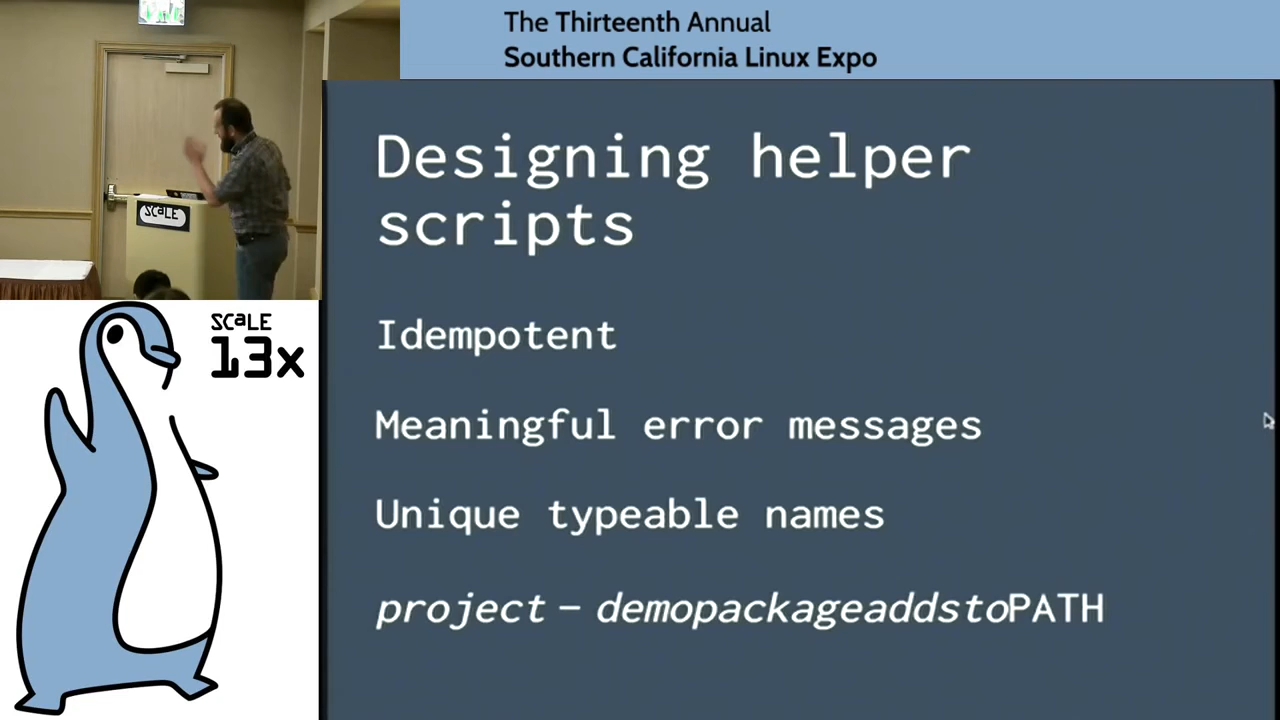 The Thirteenth Annual
Southern California Linux Expo
SCALE
SCALE
13x
Designing helper
scripts
Idempotent
Meaningful error messages
Unique typeable names
project – demopackageaddstoPATH